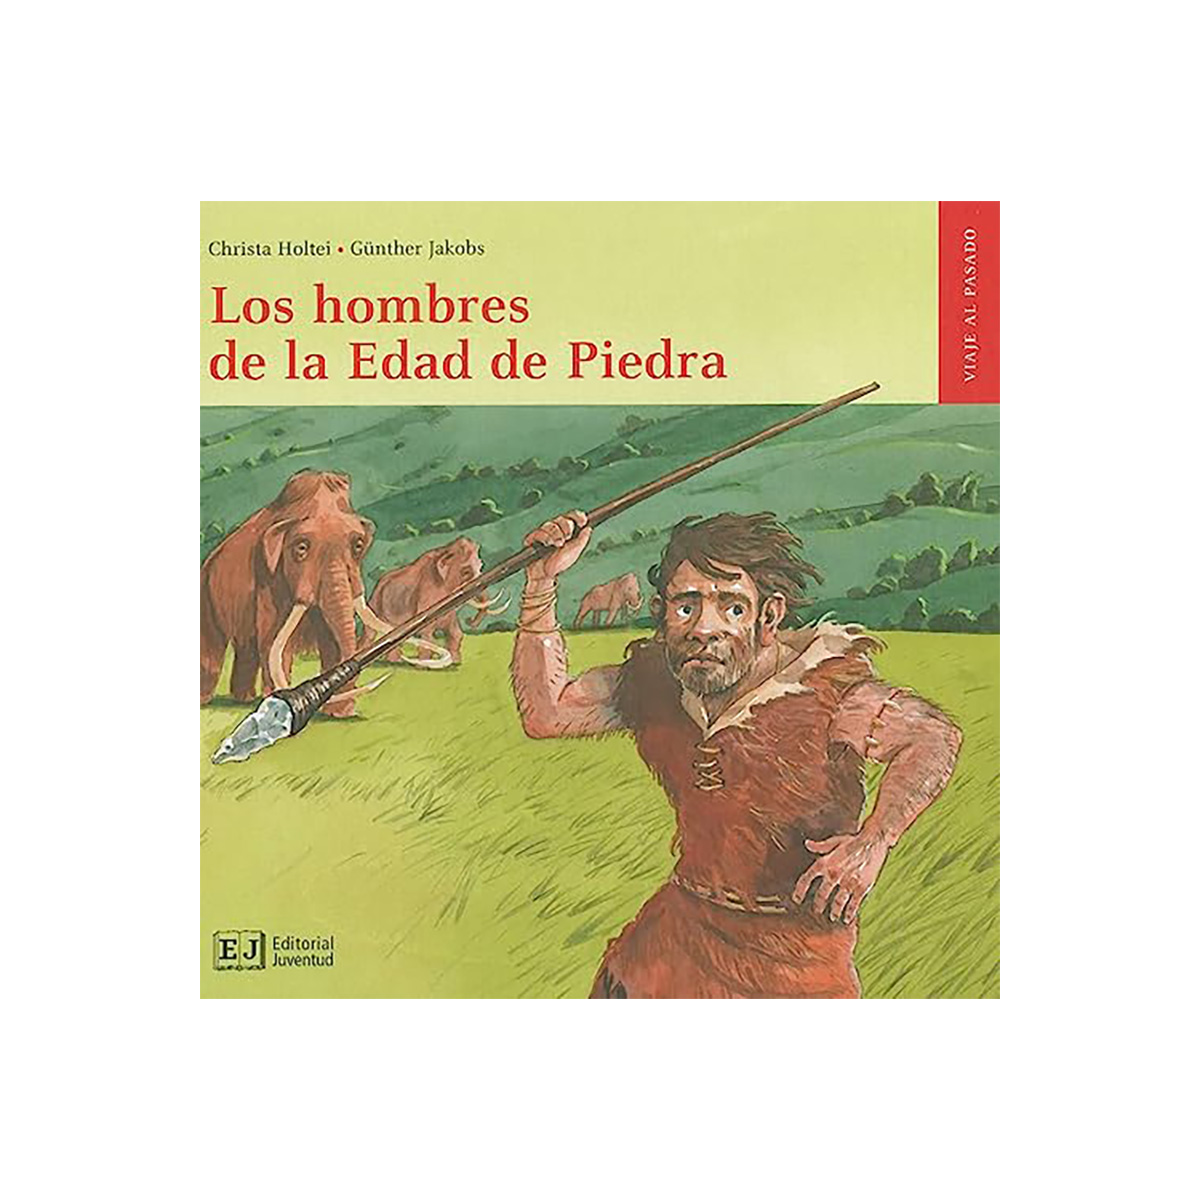 Christa Holtei • Günther Jakobs
Los hombres
de la Edad de Piedra
VIAJE AL PASADO
EJ Editorial
Juventud